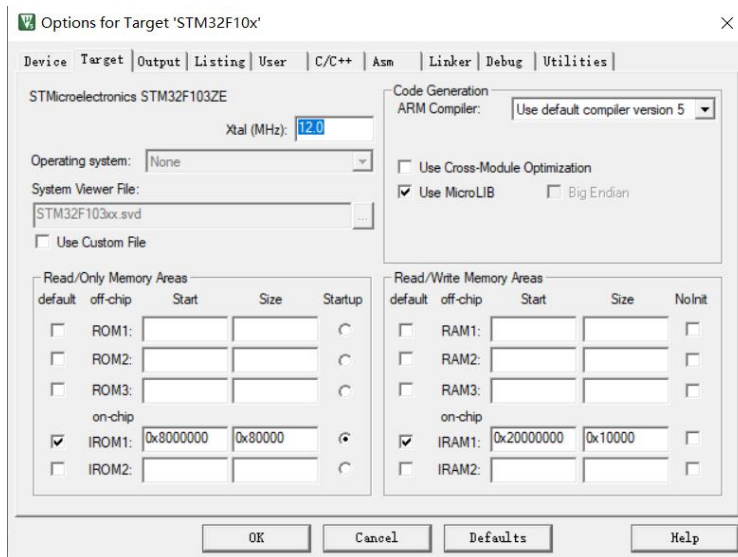 Options for Target 'STM32F10x'
Device Target Output Listing User C/C++ Asm Linker Debug Utilities
STMicroelectronics STM32F103ZE
Xtal (MHz): 12.0
Operating system: None
System Viewer File:
STM32F103xx.svd
...
Use Custom File
Code Generation
ARM Compiler: Use default compiler version 5
Use Cross-Module Optimization
Use MicroLIB Big Endian
Read/Only Memory Areas
default off-chip Start Size Startup
ROM1:
ROM2:
ROM3:
on-chip
IROM1: 0x8000000 0x80000
IROM2:
Read/Write Memory Areas
default off-chip Start Size NoInit
RAM1:
RAM2:
RAM3:
on-chip
IRAM1: 0x20000000 0x10000
IRAM2:
OK Cancel Defaults Help